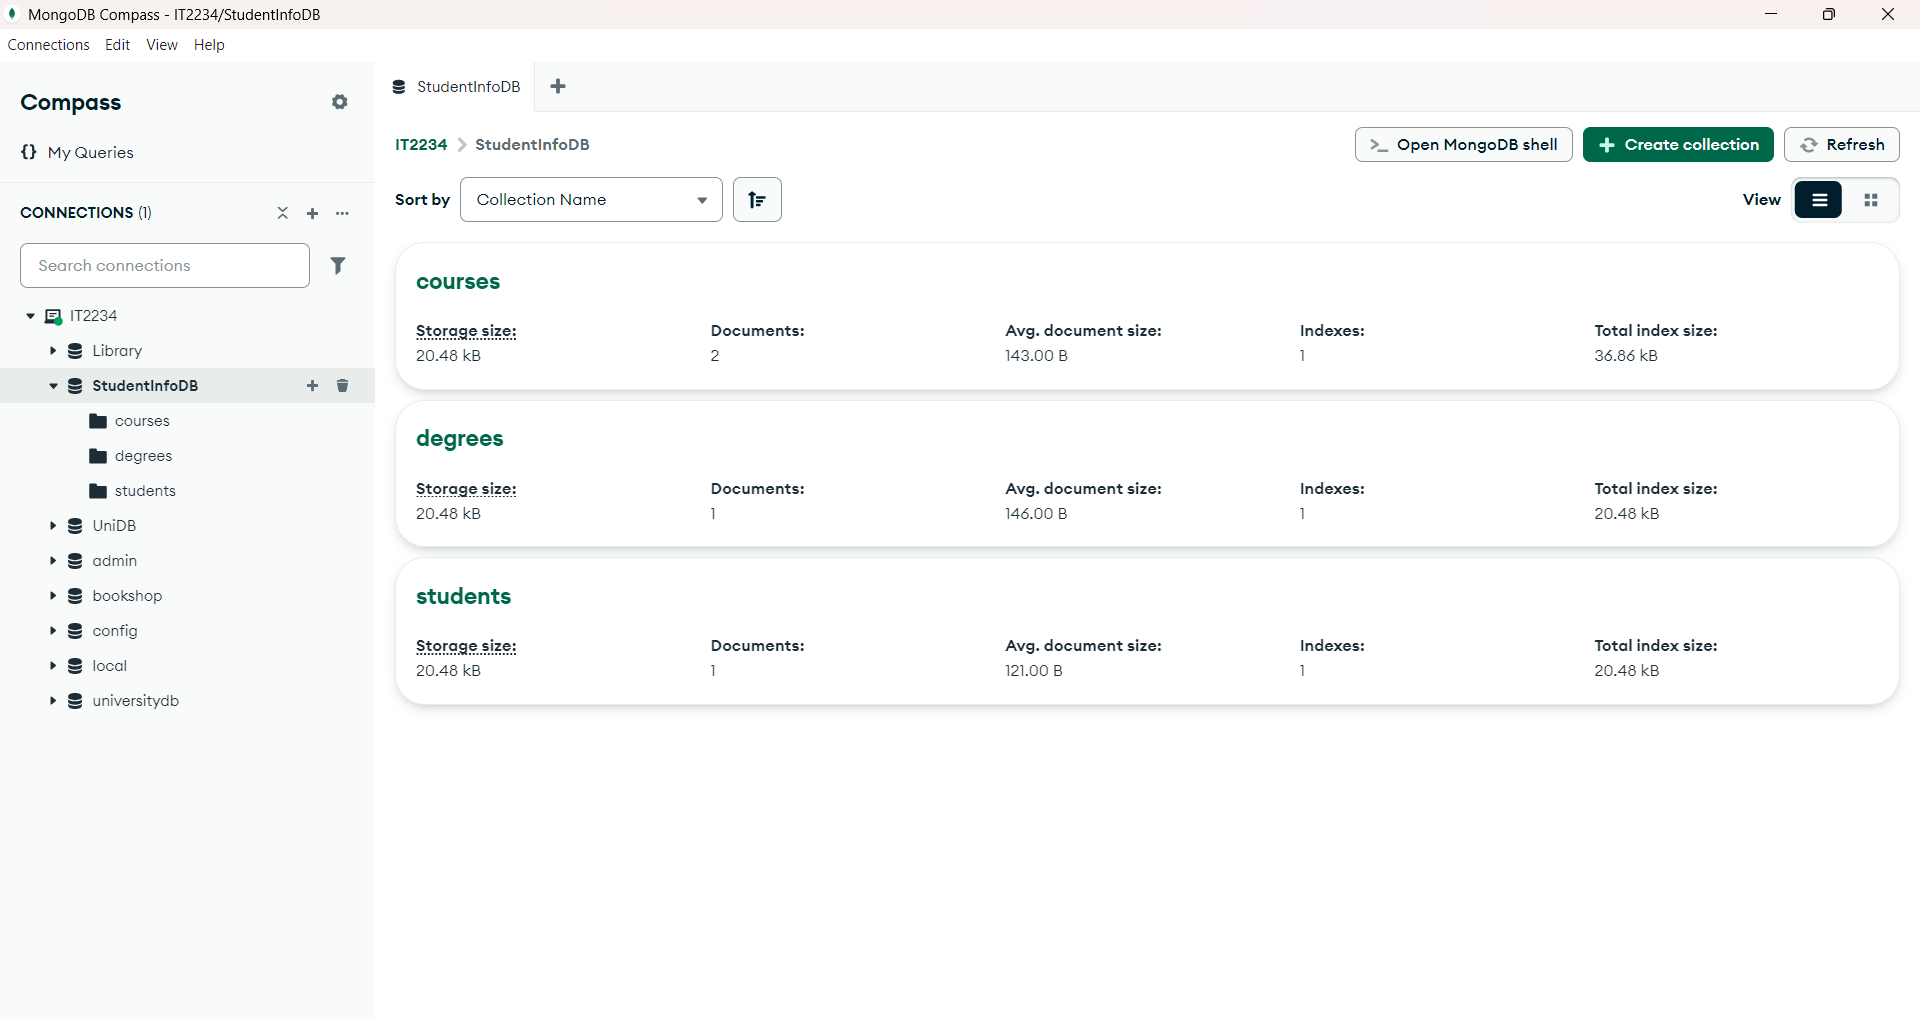 MongoDB Compass - IT2234/StudentInfoDB
Connections Edit View Help
Compass
{} My Queries
CONNECTIONS (1)
Search connections
IT2234
Library
StudentInfoDB
courses
degrees
students
UniDB
admin
bookshop
config
local
universitydb
StudentInfoDB
IT2234 > StudentInfoDB
>_ Open MongoDB shell
+ Create collection
Refresh
Sort by Collection Name
View
courses
Storage size: Documents: Avg. document size: Indexes: Total index size:
20.48 kB 2 143.00 B 1 36.86 kB
degrees
Storage size: Documents: Avg. document size: Indexes: Total index size:
20.48 kB 1 146.00 B 1 20.48 kB
students
Storage size: Documents: Avg. document size: Indexes: Total index size:
20.48 kB 1 121.00 B 1 20.48 kB